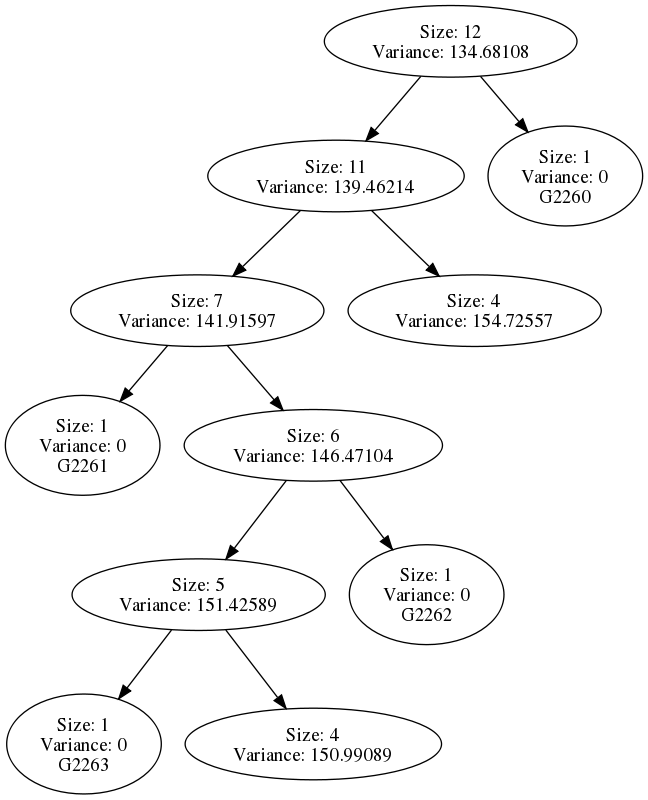 Size: 12
Variance: 134.68108
Size: 11
Variance: 139.46214
Size: 1
Variance: 0
G2260
Size: 7
Variance: 141.91597
Size: 4
Variance: 154.72557
Size: 1
Variance: 0
G2261
Size: 6
Variance: 146.47104
Size: 5
Variance: 151.42589
Size: 1
Variance: 0
G2262
Size: 1
Variance: 0
G2263
Size: 4
Variance: 150.99089